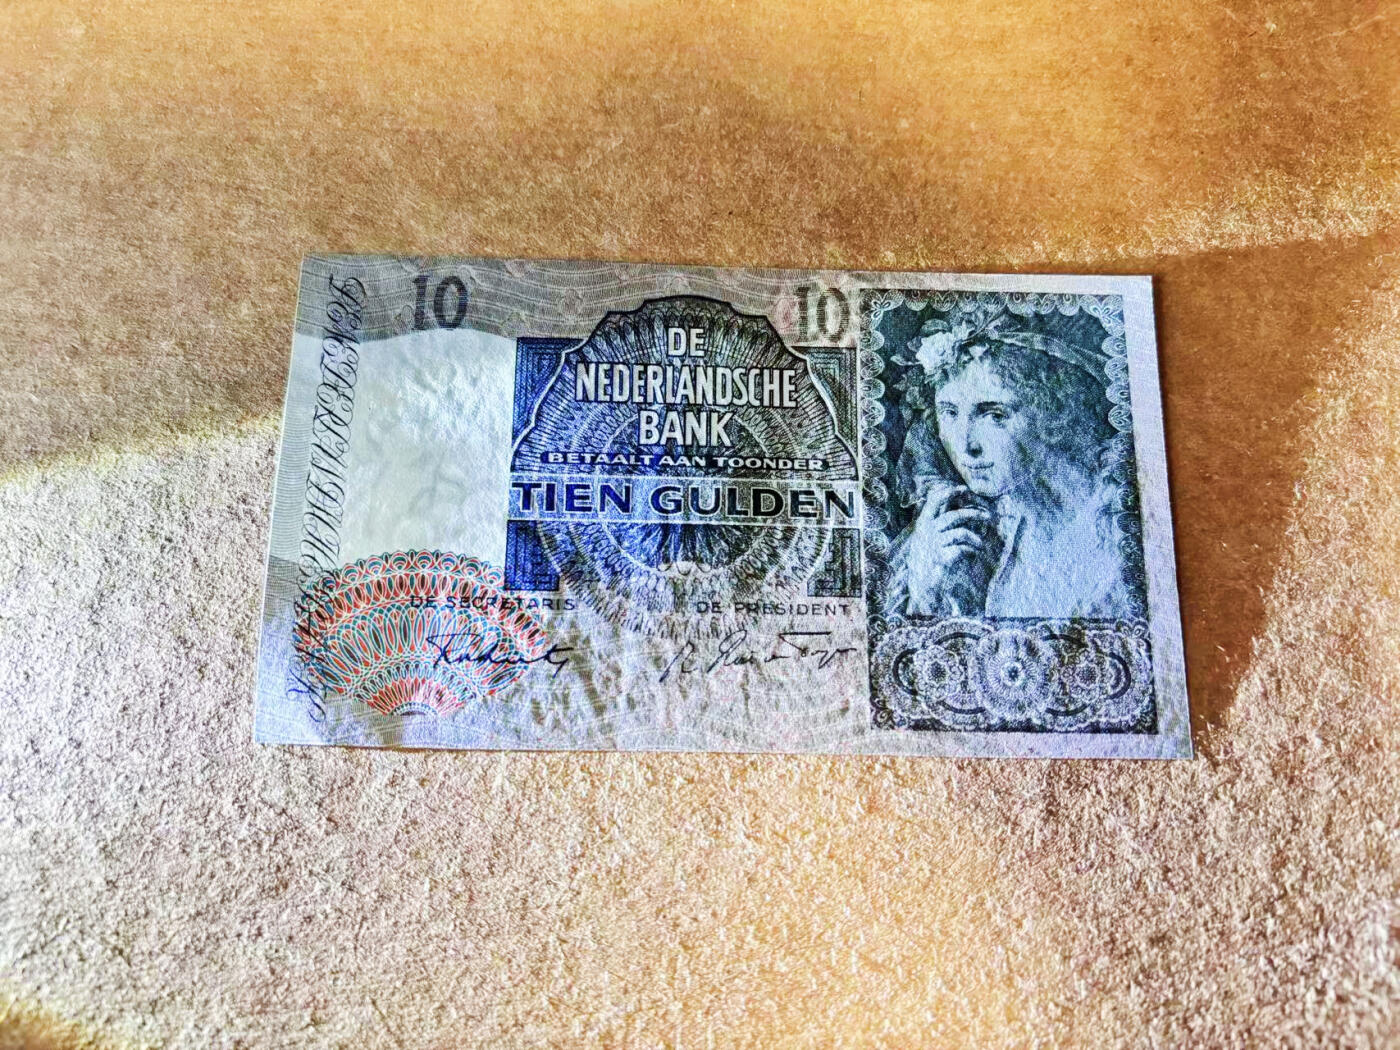 10
10
DE
NEDERLANDSCHE
BANK
BETAALT AAN TOONDER
TIEN GULDEN
DE SECRETARIS
DE PRESIDENT